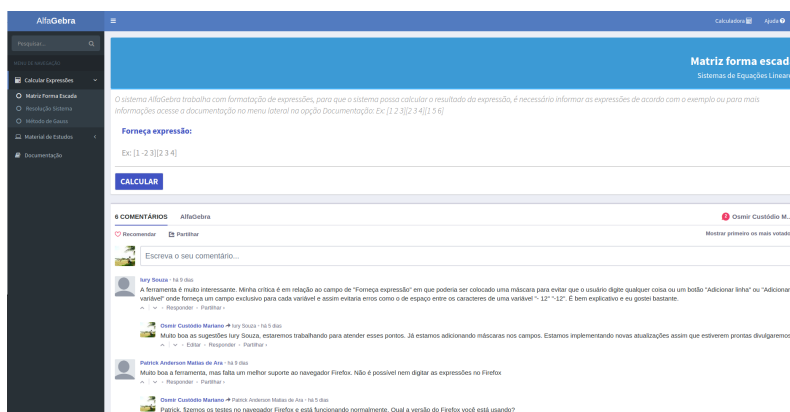 AlfaGebra
Calculadora
Ajuda
Pesquisar...
MENU DE NAVEGAÇÃO
Calcular Expressões
Matriz Forma Escada
Resolução Sistema
Método de Gauss
Material de Estudos
Documentação
Matriz forma escada
Sistemas de Equações Linear
O sistema AlfaGebra trabalha com formatação de expressões, para que o sistema possa calcular o resultado da expressão, é necessário informar as expressões de acordo com o exemplo ou para mais
informações acesse a documentação no menu lateral na opção Documentação: Ex: [1 2 3][2 3 4][1 5 6]
Forneça expressão:
Ex: [1 -2 3][2 3 4]
CALCULAR
6 COMENTÁRIOS
AlfaGebra
Osmir Custódio M...
Recomendar
Partilhar
Mostrar primeiro os mais votado
Escreva o seu comentário...
Iury Souza • há 9 dias
A ferramenta é muito interessante. Minha crítica é em relação ao campo de "Forneça expressão" em que poderia ser colocado uma máscara para evitar que o usuário digite qualquer coisa ou um botão "Adicionar linha" ou "Adicionar
variável" onde forneça um campo exclusivo para cada variável e assim evitaria erros como o de espaço entre os caracteres de uma variável "- 12" "-12". É bem explicativo e eu gostei bastante.
• Responder • Partilhar ›
Osmir Custódio Mariano → Iury Souza • há 5 dias
Muito boa as sugestões Iury Souza, estaremos trabalhando para atender esses pontos. Já estamos adicionando máscaras nos campos. Estamos implementando novas atualizações assim que estiverem prontas divulgaremos
• Editar • Responder • Partilhar ›
Patrick Anderson Matias de Ara • há 8 dias
Muito boa a ferramenta, mas falta um melhor suporte ao navegador Firefox. Não é possível nem digitar as expressões no Firefox
• Responder • Partilhar ›
Osmir Custódio Mariano → Patrick Anderson Matias de Ara • há 5 dias
Patrick, fizemos os testes no navegador Firefox e está funcionando normalmente. Qual a versão do Firefox você está usando?